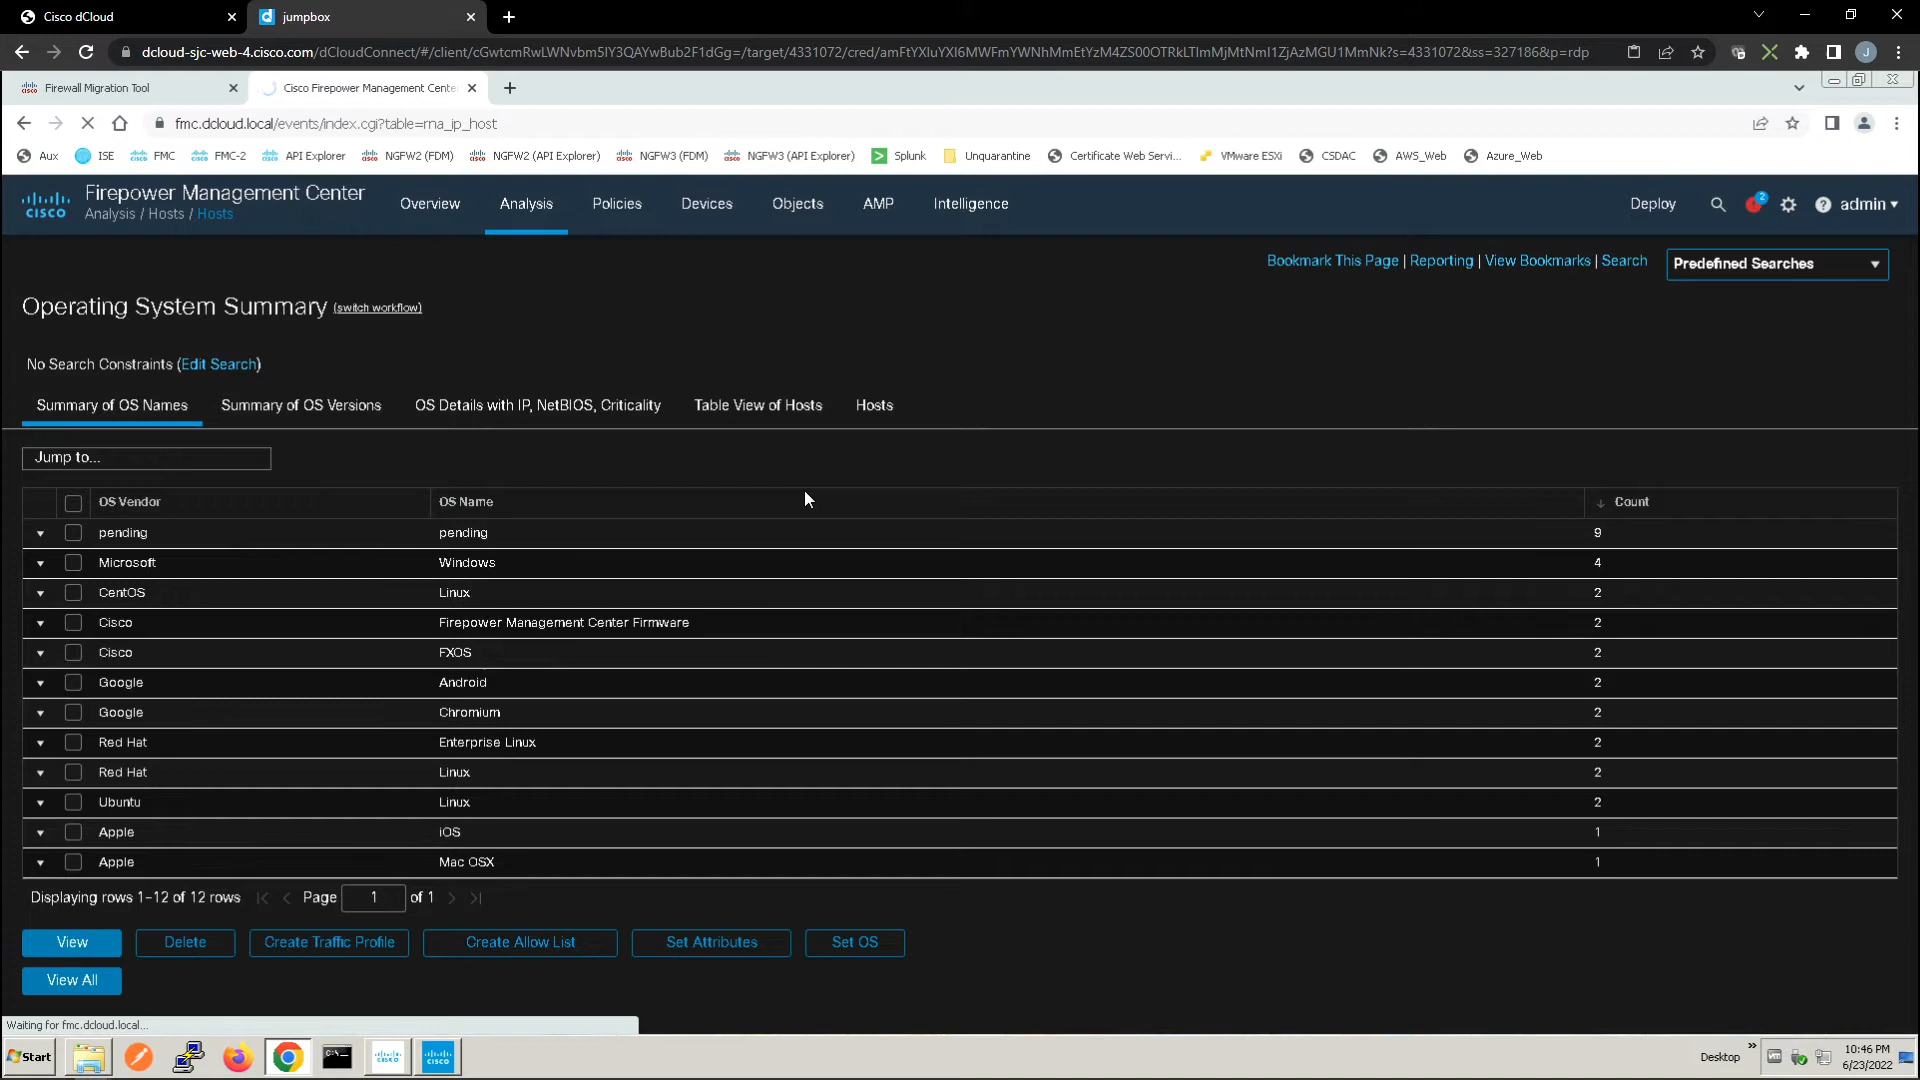 Cisco dCloud
jumpbox
dcloud-sjc-web-4.cisco.com/dCloudConnect/#/client/
Firewall Migration Tool
Cisco Firepower Management Cente
fmc.dcloud.local/events/index.cgi?table=rna_ip_host
Aux ISE FMC FMC-2 API Explorer NGFW2 (FDM) NGFW2 (API Explorer) NGFW3 (FDM) NGFW3 (API Explorer) Splunk Unquarantine Certificate Web Servi... VMware ESXi CSDAC AWS_Web Azure_Web
CISCO
Firepower Management Center
Analysis / Hosts / Hosts
Overview Analysis Policies Devices Objects AMP Intelligence
Deploy 2 admin
Bookmark This Page | Reporting | View Bookmarks | Search
Predefined Searches
Operating System Summary (switch workflow)
No Search Constraints (Edit Search)
Summary of OS Names Summary of OS Versions OS Details with IP, NetBIOS, Criticality Table View of Hosts Hosts
Jump to...
OS Vendor OS Name Count
pending pending 9
Microsoft Windows 4
CentOS Linux 2
Cisco Firepower Management Center Firmware 2
Cisco FXOS 2
Google Android 2
Google Chromium 2
Red Hat Enterprise Linux 2
Red Hat Linux 2
Ubuntu Linux 2
Apple iOS 1
Apple Mac OSX 1
Displaying rows 1–12 of 12 rows Page 1 of 1
View Delete Create Traffic Profile Create Allow List Set Attributes Set OS
View All
Waiting for fmc.dcloud.local...
Start
Desktop
10:46 PM
6/23/2022